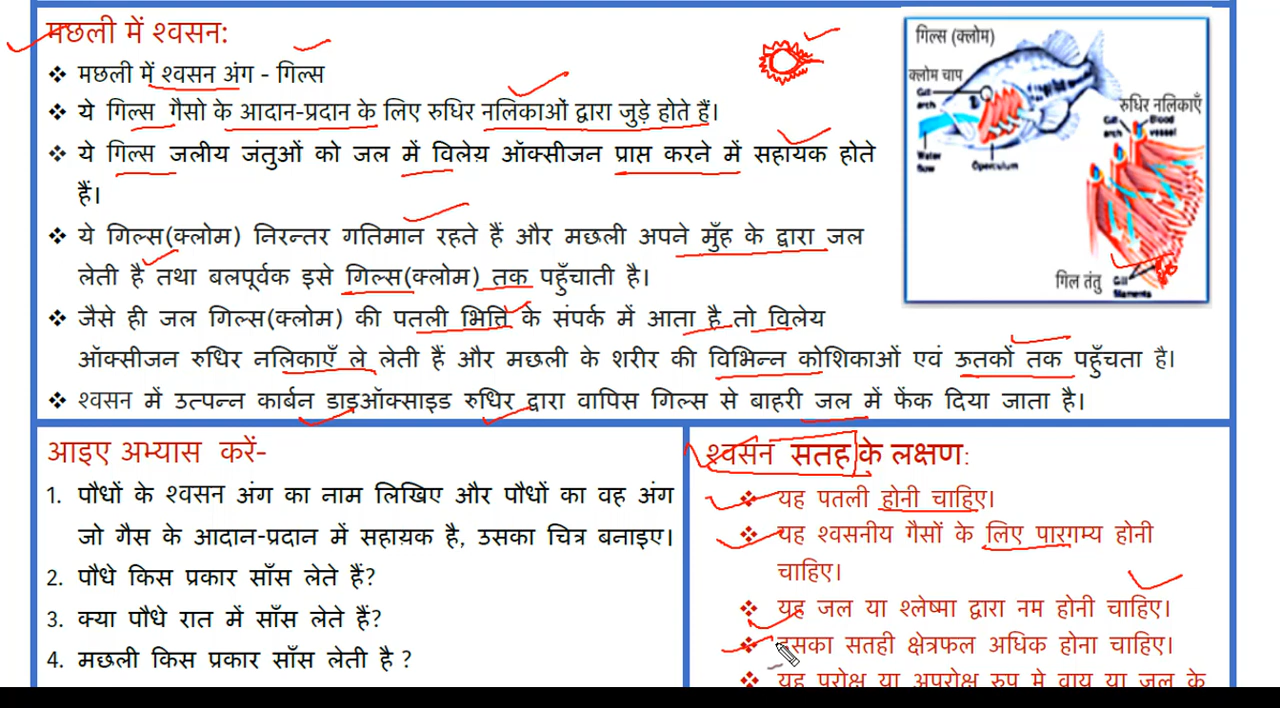 मछली में श्वसन:
❖ मछली में श्वसन अंग - गिल्स
❖ ये गिल्स गैसो के आदान-प्रदान के लिए रुधिर नलिकाओं द्वारा जुड़े होते हैं।
❖ ये गिल्स जलीय जंतुओं को जल में विलेय ऑक्सीजन प्राप्त करने में सहायक होते
हैं।
❖ ये गिल्स(क्लोम) निरन्तर गतिमान रहते हैं और मछली अपने मुँह के द्वारा जल
लेती है तथा बलपूर्वक इसे गिल्स(क्लोम) तक पहुँचाती है।
❖ जैसे ही जल गिल्स(क्लोम) की पतली भित्ति के संपर्क में आता है तो विलेय
ऑक्सीजन रुधिर नलिकाएँ ले लेती हैं और मछली के शरीर की विभिन्न कोशिकाओं एवं ऊतकों तक पहुँचता है।
❖ श्वसन में उत्पन्न कार्बन डाइऑक्साइड रुधिर द्वारा वापिस गिल्स से बाहरी जल में फेंक दिया जाता है।
गिल्स (क्लोम)
क्लोम चाप
Gill
arch
रुधिर नलिकाएँ
Gill
arch
Blood
vessel
Water
flow
Operculum
गिल तंतु
Gill
filaments
आइए अभ्यास करें-
1. पौधों के श्वसन अंग का नाम लिखिए और पौधों का वह अंग
जो गैस के आदान-प्रदान में सहायक है, उसका चित्र बनाइए।
2. पौधे किस प्रकार साँस लेते हैं?
3. क्या पौधे रात में साँस लेते हैं?
4. मछली किस प्रकार साँस लेती है ?
श्वसन सतह के लक्षण:
❖ यह पतली होनी चाहिए।
❖ यह श्वसनीय गैसों के लिए पारगम्य होनी
चाहिए।
❖ यह जल या श्लेष्मा द्वारा नम होनी चाहिए।
❖ इसका सतही क्षेत्रफल अधिक होना चाहिए।
❖ यह परोक्ष या अपरोक्ष रुप मे वायु या जल के